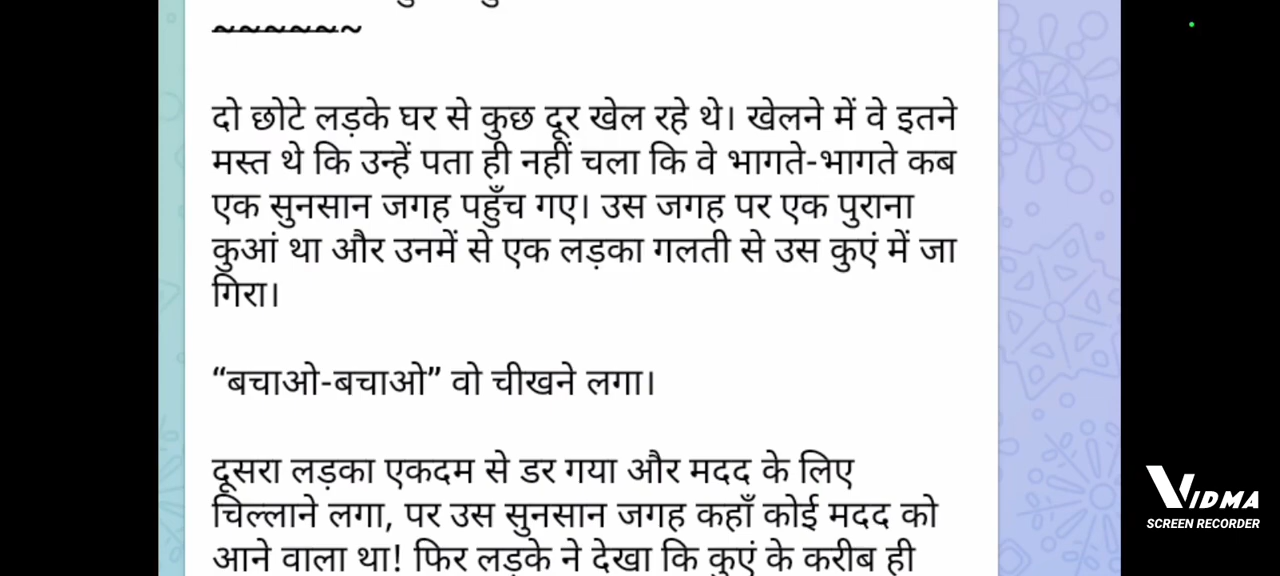 ~~~~~~~
दो छोटे लड़के घर से कुछ दूर खेल रहे थे। खेलने में वे इतने
मस्त थे कि उन्हें पता ही नहीं चला कि वे भागते-भागते कब
एक सुनसान जगह पहुँच गए। उस जगह पर एक पुराना
कुआं था और उनमें से एक लड़का गलती से उस कुएं में जा
गिरा।
“बचाओ-बचाओ” वो चीखने लगा।
दूसरा लड़का एकदम से डर गया और मदद के लिए
चिल्लाने लगा, पर उस सुनसान जगह कहाँ कोई मदद को
आने वाला था! फिर लड़के ने देखा कि कुएं के करीब ही
VIDMA
SCREEN RECORDER